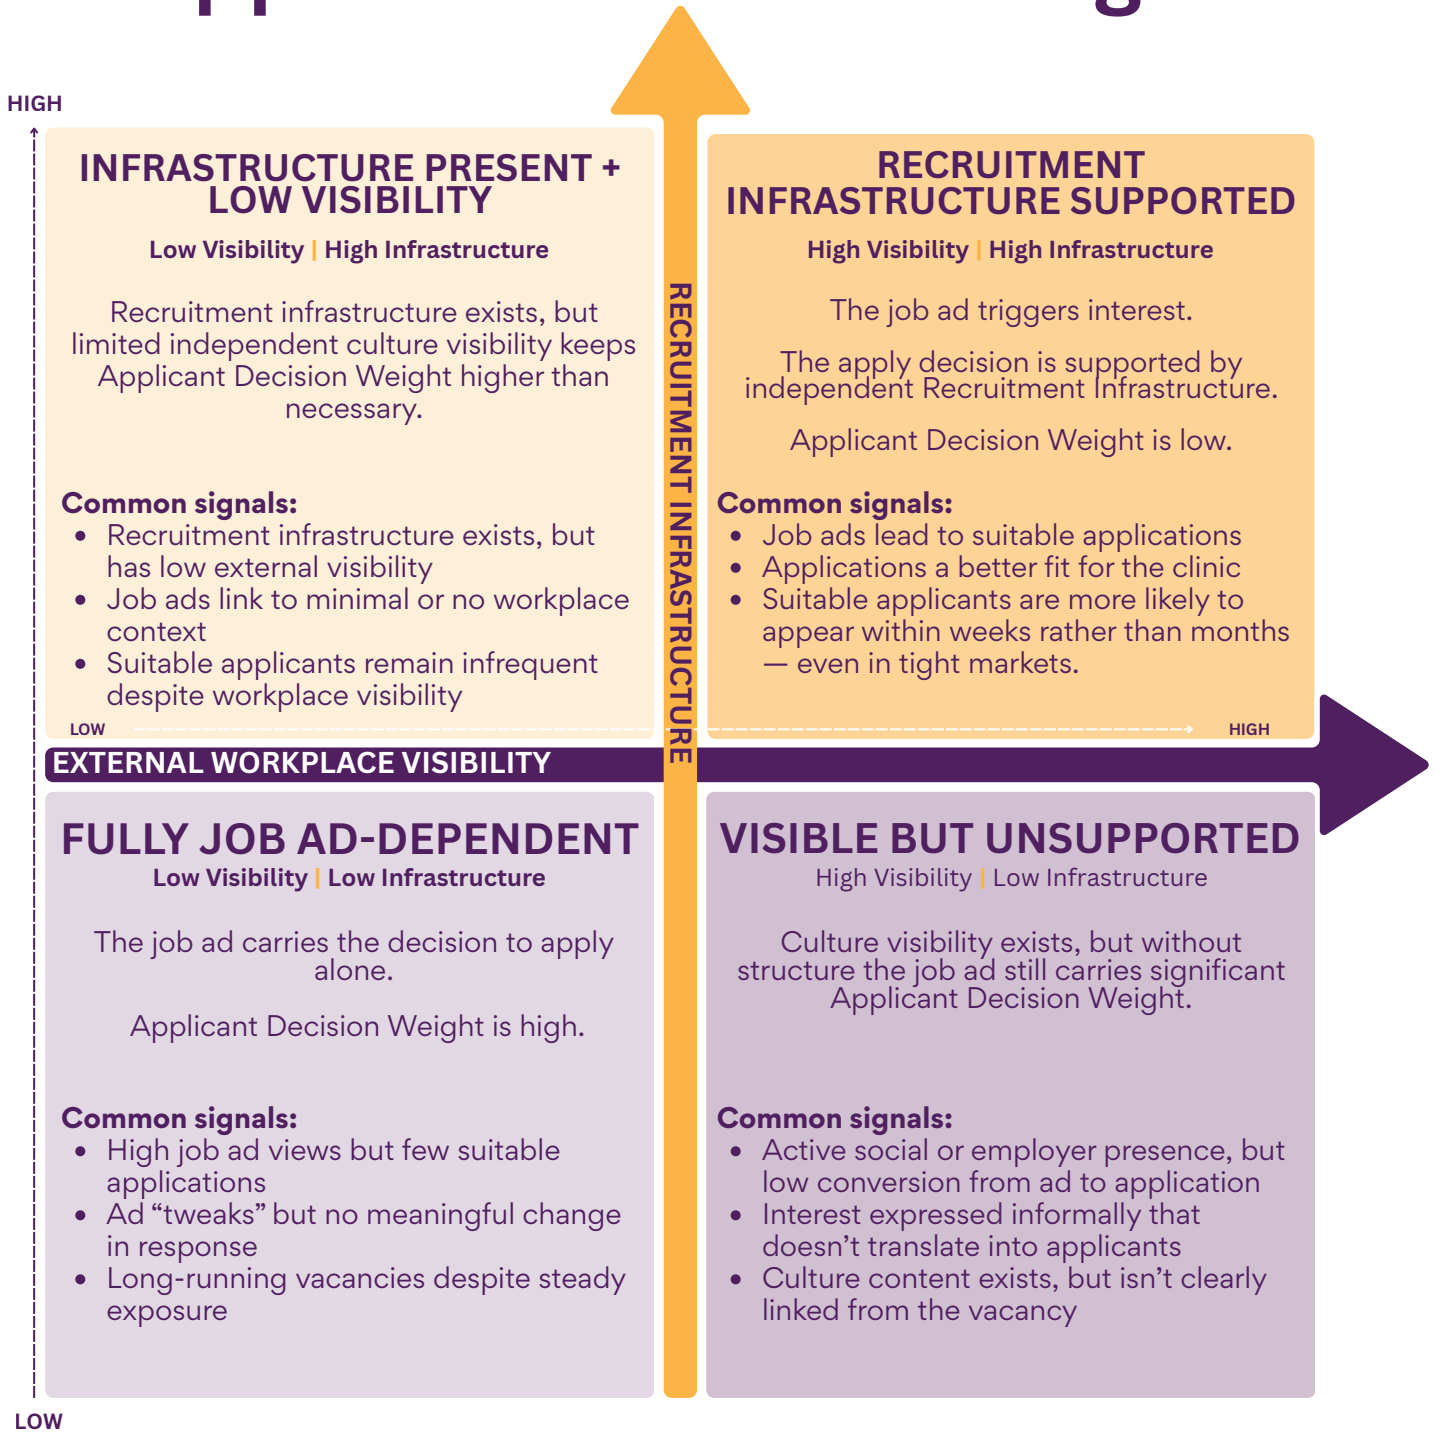 HIGH
INFRASTRUCTURE PRESENT +
LOW VISIBILITY
Low Visibility | High Infrastructure
Recruitment infrastructure exists, but
limited independent culture visibility keeps
Applicant Decision Weight higher than
necessary.
Common signals:
• Recruitment infrastructure exists, but
has low external visibility
• Job ads link to minimal or no workplace
context
• Suitable applicants remain infrequent
despite workplace visibility
RECRUITMENT
INFRASTRUCTURE SUPPORTED
High Visibility | High Infrastructure
The job ad triggers interest.
The apply decision is supported by
independent Recruitment Infrastructure.
Applicant Decision Weight is low.
Common signals:
• Job ads lead to suitable applications
• Applications a better fit for the clinic
• Suitable applicants are more likely to
appear within weeks rather than months
— even in tight markets.
RECRUITMENT INFRASTRUCTURE
LOW
HIGH
EXTERNAL WORKPLACE VISIBILITY
FULLY JOB AD-DEPENDENT
Low Visibility | Low Infrastructure
The job ad carries the decision to apply
alone.
Applicant Decision Weight is high.
Common signals:
• High job ad views but few suitable
applications
• Ad “tweaks” but no meaningful change
in response
• Long-running vacancies despite steady
exposure
VISIBLE BUT UNSUPPORTED
High Visibility | Low Infrastructure
Culture visibility exists, but without
structure the job ad still carries significant
Applicant Decision Weight.
Common signals:
• Active social or employer presence, but
low conversion from ad to application
• Interest expressed informally that
doesn’t translate into applicants
• Culture content exists, but isn’t clearly
linked from the vacancy
LOW